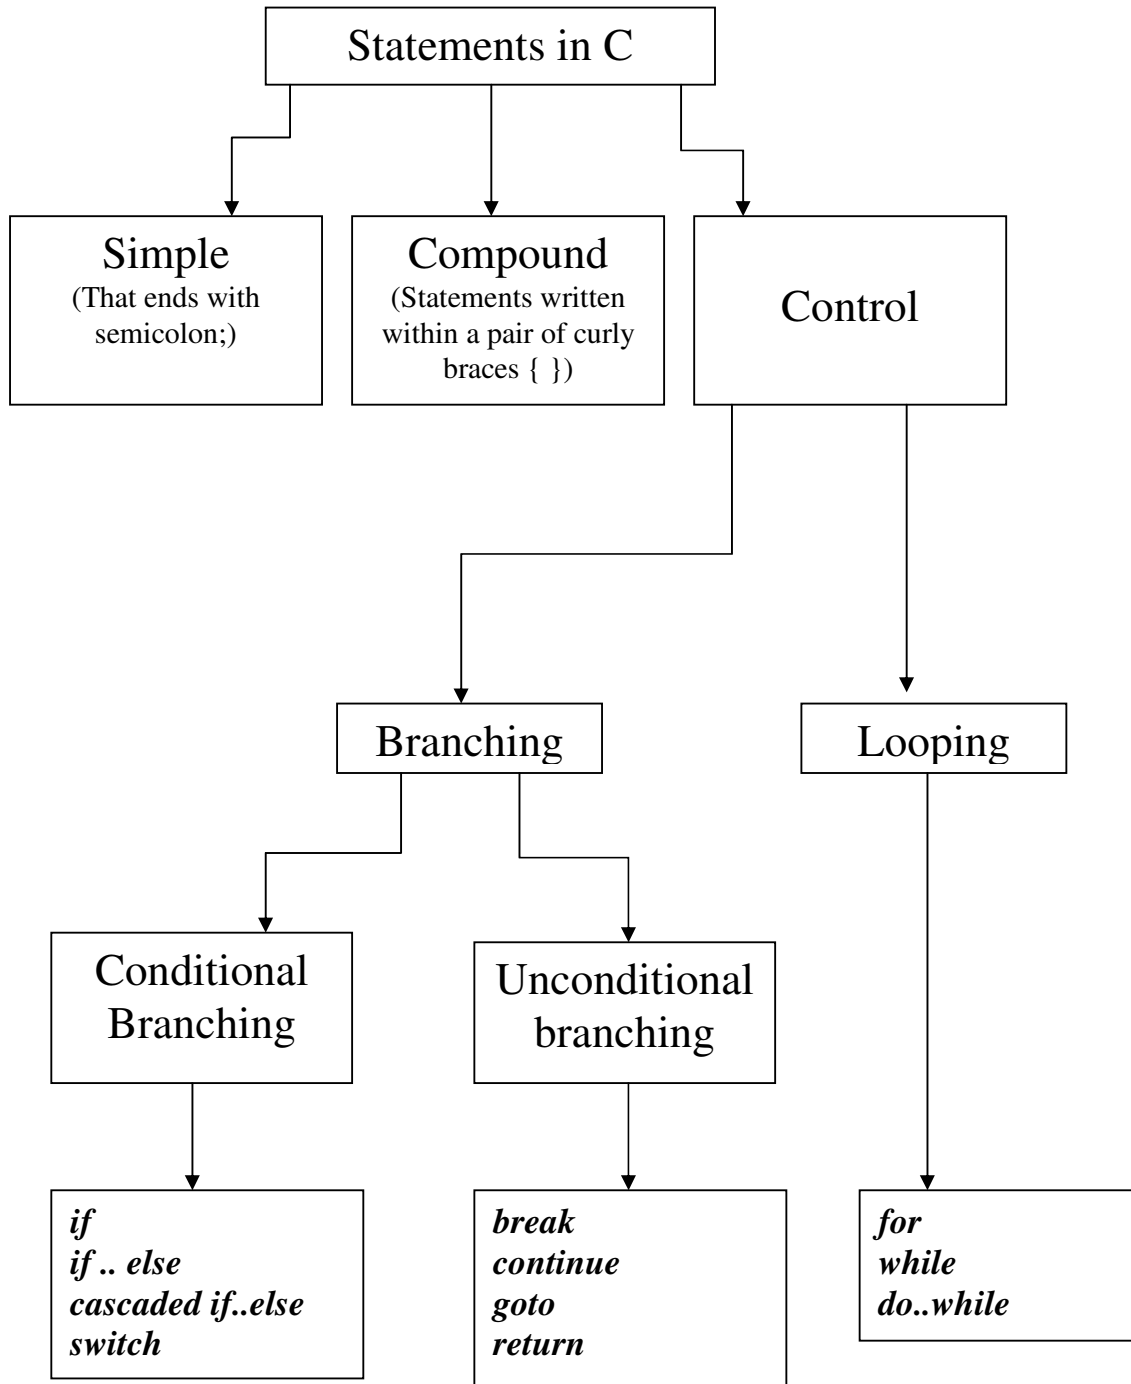 Statements in C
Simple
(That ends with
semicolon;)
Compound
(Statements written
within a pair of curly
braces { })
Control
Branching
Looping
Conditional
Branching
Unconditional
branching
if
if .. else
cascaded if..else
switch
break
continue
goto
return
for
while
do..while